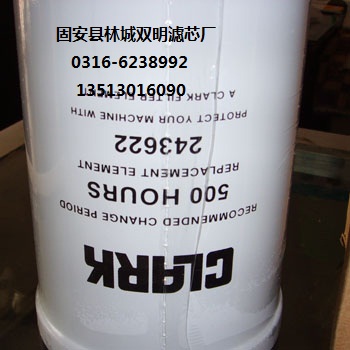 固安县林城双明滤芯厂
0316-6238992
13513016090
CLARK
RECOMMENDED CHANGE PERIOD
500 HOURS
REPLACEMENT ELEMENT
243622
PROTECT YOUR MACHINE WITH
A CLARK FILTER ELEMENT